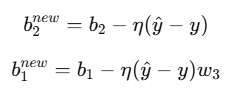 b_2^{new} = b_2 − η(ŷ − y)
b_1^{new} = b_1 − η(ŷ − y)w_3